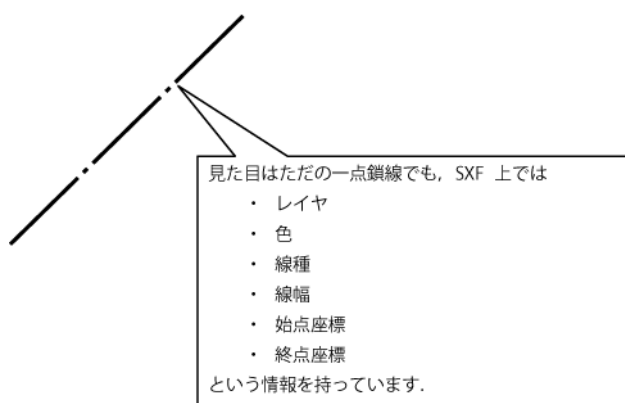 見た目はただの一点鎖線でも，SXF 上では
・ レイヤ
・ 色
・ 線種
・ 線幅
・ 始点座標
・ 終点座標
という情報を持っています．